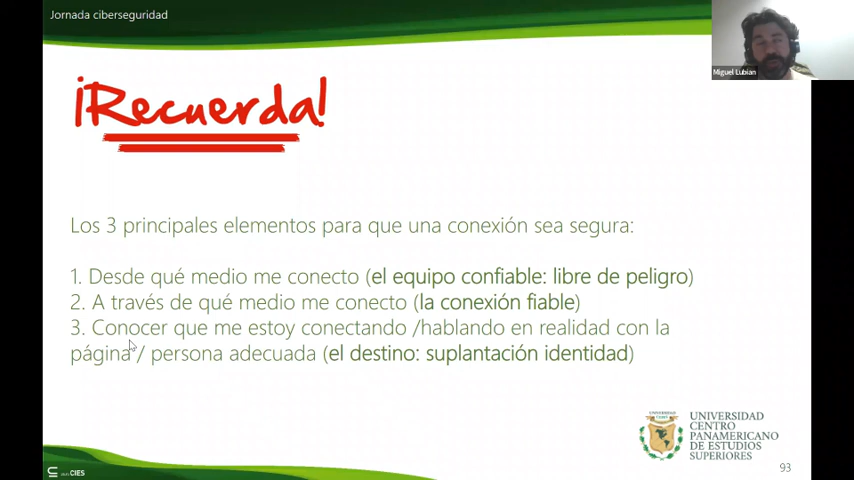 Jornada ciberseguridad
Miguel Lubían
¡Recuerda!
Los 3 principales elementos para que una conexión sea segura:
1. Desde qué medio me conecto (el equipo confiable: libre de peligro)
2. A través de qué medio me conecto (la conexión fiable)
3. Conocer que me estoy conectando /hablando en realidad con la
página / persona adecuada (el destino: suplantación identidad)
UNIVERSIDAD
CENTRO
PANAMERICANO
DE ESTUDIOS
SUPERIORES
CIES
93